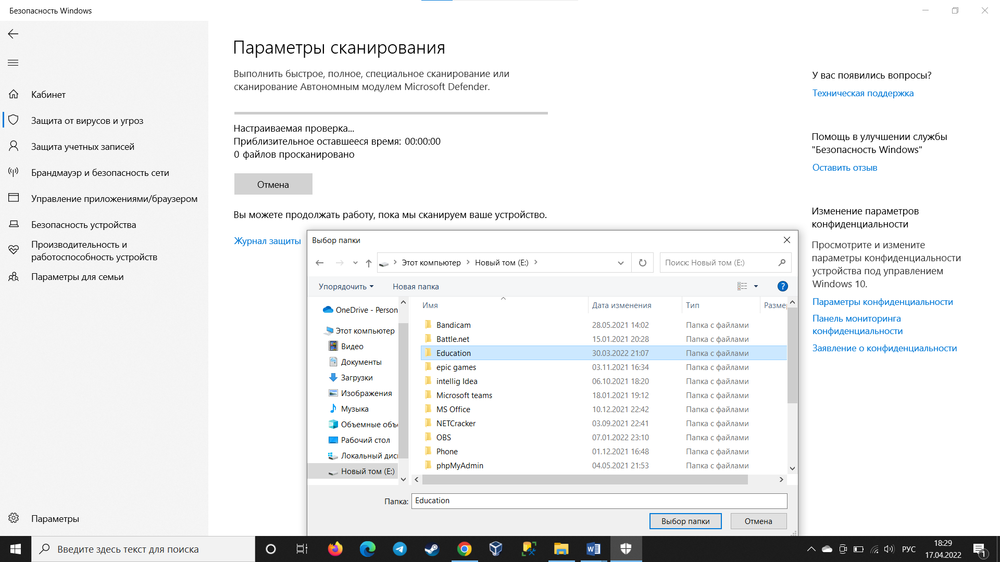 Безопасность Windows
Кабинет
Защита от вирусов и угроз
Защита учетных записей
Брандмауэр и безопасность сети
Управление приложениями/браузером
Безопасность устройства
Производительность и
работоспособность устройств
Параметры для семьи
Параметры
Параметры сканирования
Выполнить быстрое, полное, специальное сканирование или
сканирование Автономным модулем Microsoft Defender.
Настраиваемая проверка...
Приблизительное оставшееся время: 00:00:00
0 файлов просканировано
Отмена
Вы можете продолжать работу, пока мы сканируем ваше устройство.
Журнал защиты
У вас появились вопросы?
Техническая поддержка
Помощь в улучшении службы
"Безопасность Windows"
Оставить отзыв
Изменение параметров
конфиденциальности
Просмотрите и измените
параметры конфиденциальности
устройства под управлением
Windows 10.
Параметры конфиденциальности
Панель мониторинга
конфиденциальности
Заявление о конфиденциальности
Выбор папки
Этот компьютер > Новый том (E:) >
Поиск: Новый том (E:)
Упорядочить
Новая папка
?
OneDrive - Person
Этот компьютер
Видео
Документы
Загрузки
Изображения
Музыка
Объемные объ
Рабочий стол
Локальный дис
Новый том (E:)
Имя Дата изменения Тип Разме
Bandicam 28.05.2021 14:02 Папка с файлами
Battle.net 15.01.2021 20:28 Папка с файлами
Education 30.03.2022 21:07 Папка с файлами
epic games 03.11.2021 16:34 Папка с файлами
intellig Idea 06.10.2021 18:20 Папка с файлами
Microsoft teams 18.01.2021 19:12 Папка с файлами
MS Office 10.12.2021 22:42 Папка с файлами
NETCracker 03.09.2021 22:41 Папка с файлами
OBS 07.01.2022 23:10 Папка с файлами
Phone 01.12.2021 16:48 Папка с файлами
phpMyAdmin 04.05.2021 21:53 Папка с файлами
Папка: Education
Выбор папки
Отмена
Введите здесь текст для поиска
РУС
18:29
17.04.2022
1